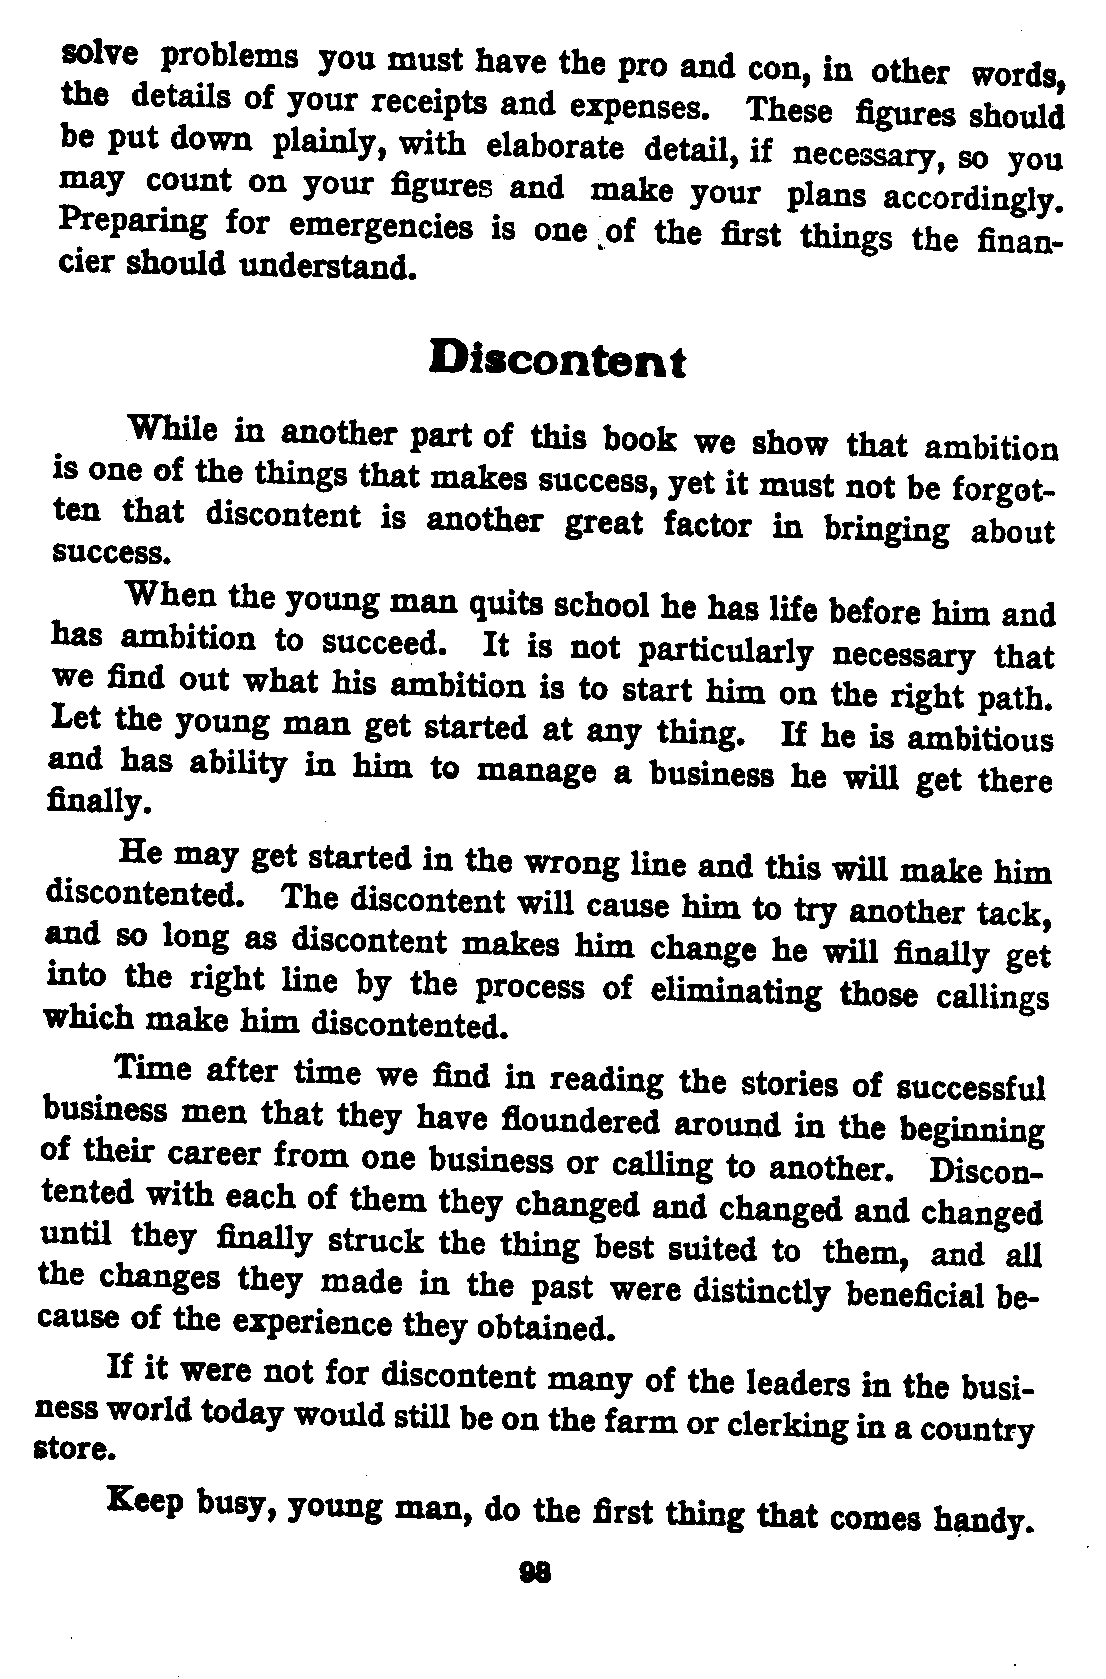 solve problems you must have the pro and con, in other words,
the details of your receipts and expenses. These figures should
be put down plainly, with elaborate detail, if necessary, so you
may count on your figures and make your plans accordingly.
Preparing for emergencies is one of the first things the finan-
cier should understand.
Discontent
While in another part of this book we show that ambition
is one of the things that makes success, yet it must not be forgot-
ten that discontent is another great factor in bringing about
success.
When the young man quits school he has life before him and
has ambition to succeed. It is not particularly necessary that
we find out what his ambition is to start him on the right path.
Let the young man get started at any thing. If he is ambitious
and has ability in him to manage a business he will get there
finally.
He may get started in the wrong line and this will make him
discontented. The discontent will cause him to try another tack,
and so long as discontent makes him change he will finally get
into the right line by the process of eliminating those callings
which make him discontented.
Time after time we find in reading the stories of successful
business men that they have floundered around in the beginning
of their career from one business or calling to another. Discon-
tented with each of them they changed and changed and changed
until they finally struck the thing best suited to them, and all
the changes they made in the past were distinctly beneficial be-
cause of the experience they obtained.
If it were not for discontent many of the leaders in the busi-
ness world today would still be on the farm or clerking in a country
store.
Keep busy, young man, do the first thing that comes handy.
98